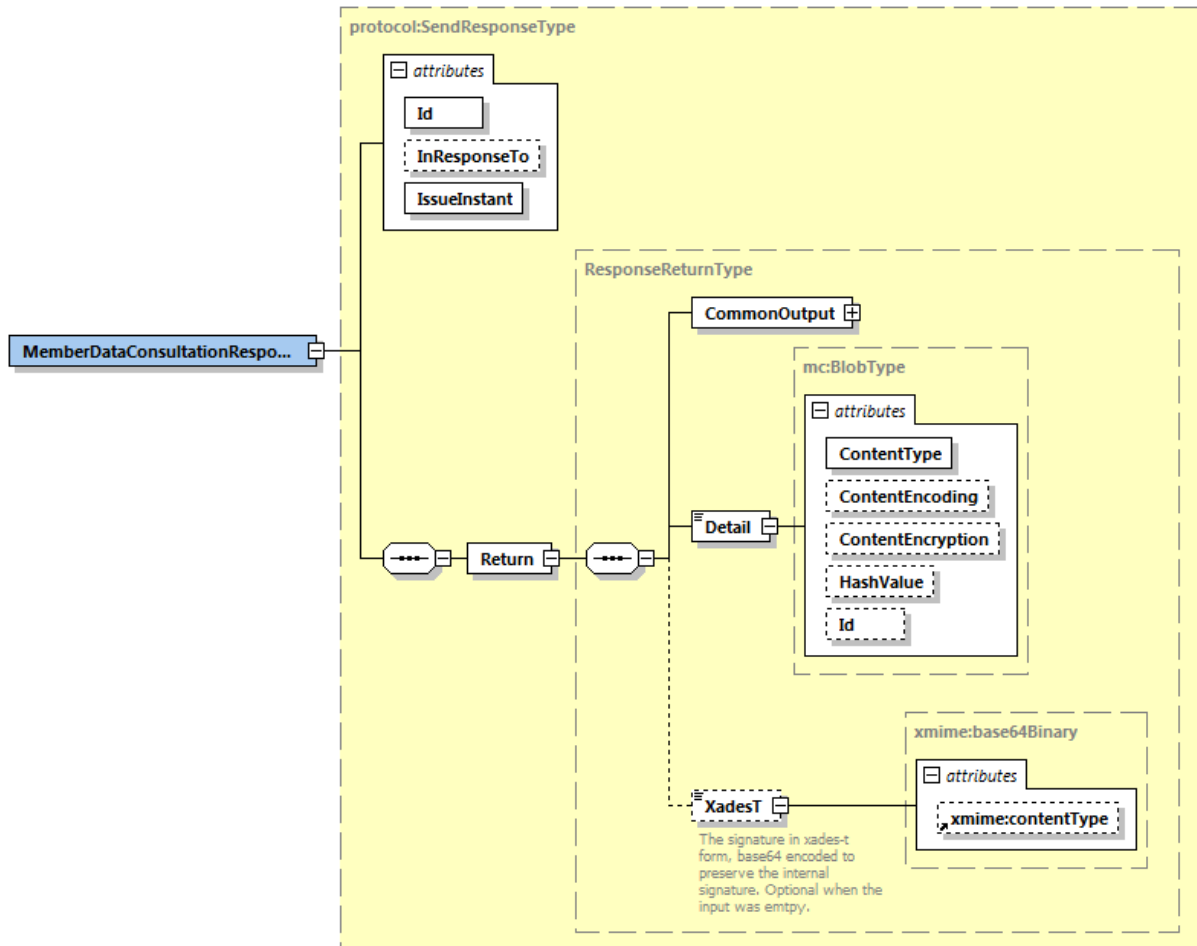 protocol:SendResponseType
attributes
Id
InResponseTo
IssueInstant
ResponseReturnType
CommonOutput
MemberDataConsultationRespo...
mc:BlobType
attributes
ContentType
ContentEncoding
Detail
ContentEncryption
Return
HashValue
Id
xmime:base64Binary
attributes
XadesT
xmime:contentType
The signature in xades-t
form, base64 encoded to
preserve the internal
signature. Optional when the
input was emtpy.